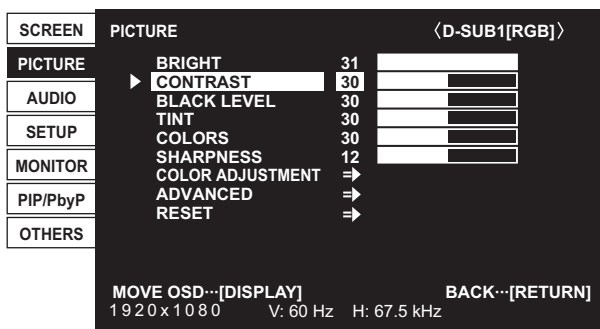 SCREEN
PICTURE
AUDIO
SETUP
MONITOR
PIP/PbyP
OTHERS
PICTURE 〈D-SUB1[RGB]〉
BRIGHT 31
CONTRAST 30
BLACK LEVEL 30
TINT 30
COLORS 30
SHARPNESS 12
COLOR ADJUSTMENT
ADVANCED
RESET
MOVE OSD···[DISPLAY] BACK···[RETURN]
1920x1080 V: 60 Hz H: 67.5 kHz